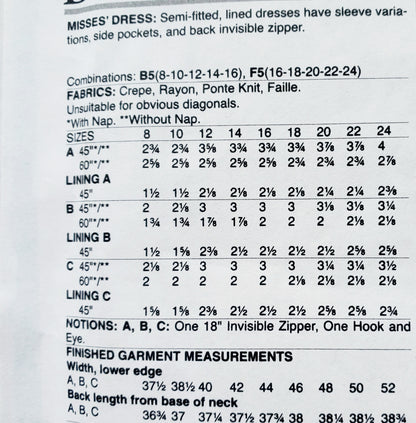 MISSES' DRESS: Semi-fitted, lined dresses have sleeve varia-
tions, side pockets, and back invisible zipper.
Combinations: B5(8-10-12-14-16), F5(16-18-20-22-24)
FABRICS: Crepe, Rayon, Ponte Knit, Faille.
Unsuitable for obvious diagonals.
*With Nap. **Without Nap.
SIZES 8 10 12 14 16 18 20 22 24
A 45"*/** 2¾ 2¾ 3⅝ 3¾ 3¾ 3¾ 3⅞ 3⅞ 4
60"*/** 2⅝ 2⅝ 2⅝ 2⅝ 2⅝ 2¾ 2¾ 2¾ 2⅞
LINING A
45" 1½ 1½ 2⅛ 2⅛ 2⅛ 2⅛ 2¼ 2¼ 2⅜
B 45"*/** 2 2⅛ 3 3 3 3 3⅛ 3⅛ 3¼
60"*/** 1¾ 1¾ 1⅞ 1⅞ 2 2 2 2⅛ 2⅛
LINING B
45" 1½ 1⅝ 2⅜ 2½ 2½ 2½ 2½ 2⅝ 2⅝
C 45"*/** 2⅛ 2⅛ 3 3 3 3 3¼ 3¼ 3½
60"*/** 2 2 2 2 2 2⅛ 2⅛ 2⅛ 2⅛
LINING C
45" 1⅝ 1⅝ 2⅜ 2½ 2½ 2½ 2⅝ 2⅝ 2¾
NOTIONS: A, B, C: One 18" Invisible Zipper, One Hook and
Eye.
FINISHED GARMENT MEASUREMENTS
Width, lower edge
A, B, C 37½ 38½ 40 42 44 46 48 50 52
Back length from base of neck
A, B, C 36¾ 37 37¼ 37½ 37¾ 38 38¼ 38½ 38¾